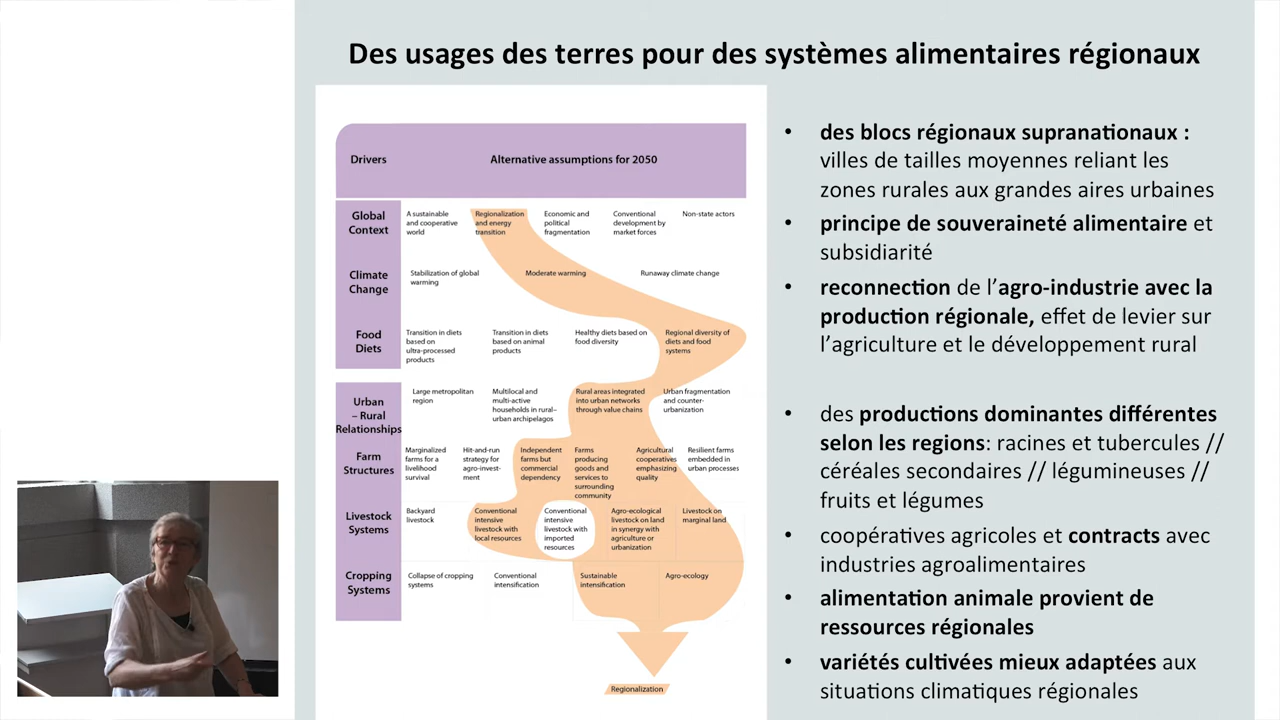 Des usages des terres pour des systèmes alimentaires régionaux
Drivers
Alternative assumptions for 2050
Global
Context
A sustainable
and cooperative
world
Regionalization
and energy
transition
Economic and
political
fragmentation
Conventional
development by
market forces
Non-state actors
Climate
Change
Stabilization of global
warming
Moderate warming
Runaway climate change
Food
Diets
Transition in diets
based on
ultra-processed
products
Transition in diets
based on animal
products
Healthy diets based on
food diversity
Regional diversity of
diets and food
systems
Urban
– Rural
Relationships
Large metropolitan
region
Multilocal and
multi-active
households in rural–
urban archipelagos
Rural areas integrated
into urban networks
through value chains
Urban fragmentation
and counter-
urbanization
Farm
Structures
Marginalized
farms for a
livelihood
survival
Hit-and-run
strategy for
agro-invest-
ment
Independent
farms but
commercial
dependency
Farms
producing
goods and
services to
surrounding
community
Agricultural
cooperatives
emphasizing
quality
Resilient farms
embedded in
urban processes
Livestock
Systems
Backyard
livestock
Conventional
intensive
livestock with
local resources
Conventional
intensive
livestock with
imported
resources
Agro-ecological
livestock on land
in synergy with
agriculture or
urbanization
Livestock on
marginal land
Cropping
Systems
Collapse of cropping
systems
Conventional
intensification
Sustainable
intensification
Agro-ecology
Regionalization
• des blocs régionaux supranationaux :
villes de tailles moyennes reliant les
zones rurales aux grandes aires urbaines
• principe de souveraineté alimentaire et
subsidiarité
• reconnection de l’agro-industrie avec la
production régionale, effet de levier sur
l’agriculture et le développement rural
• des productions dominantes différentes
selon les regions: racines et tubercules //
céréales secondaires // légumineuses //
fruits et légumes
• coopératives agricoles et contracts avec
industries agroalimentaires
• alimentation animale provient de
ressources régionales
• variétés cultivées mieux adaptées aux
situations climatiques régionales